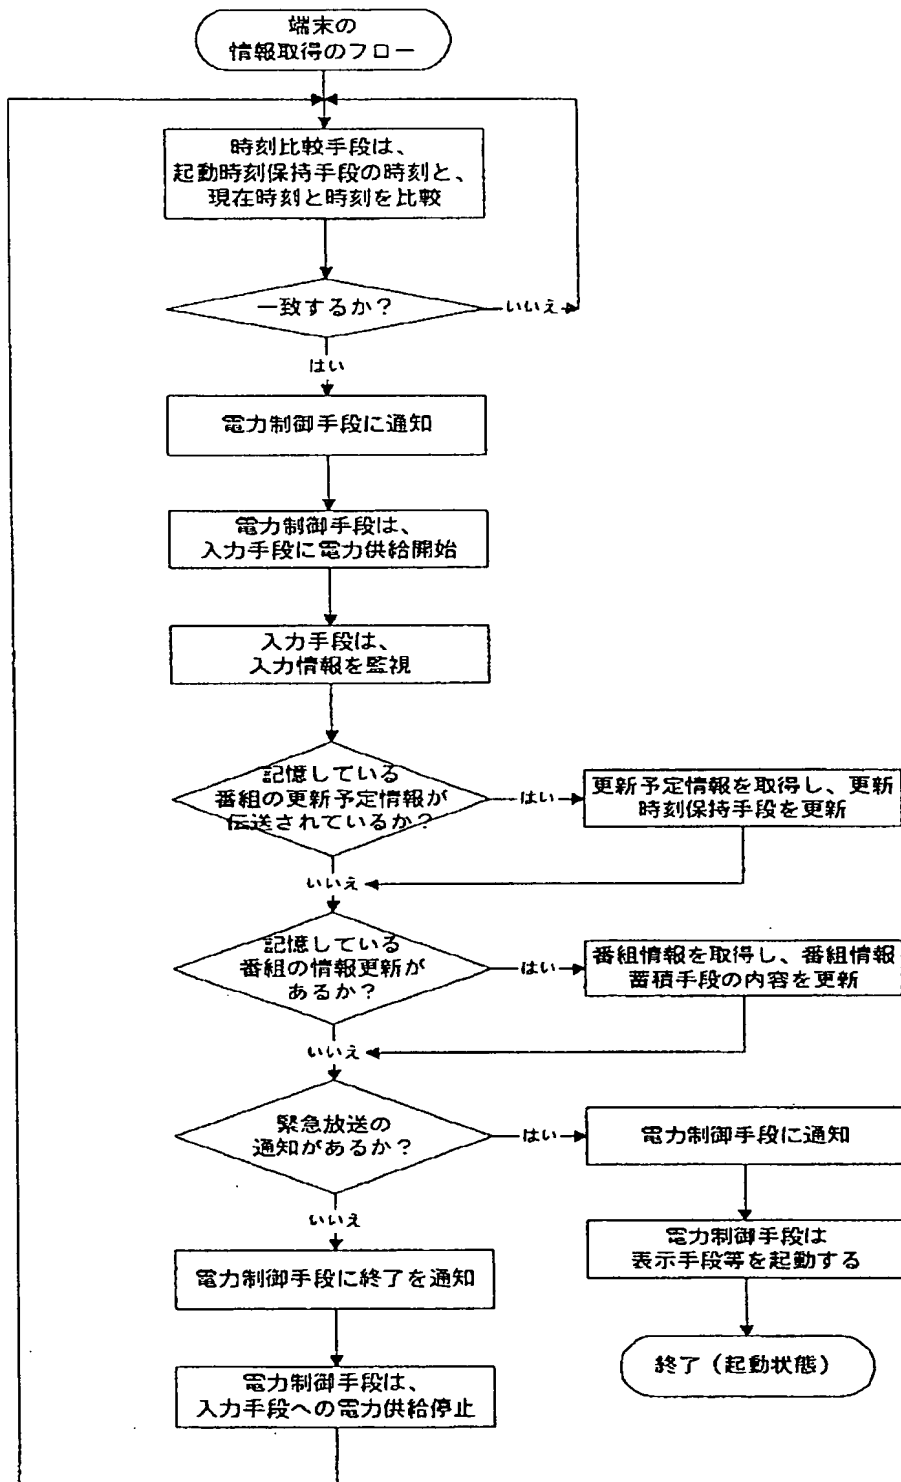 端末の
情報取得のフロー
時刻比較手段は、
起動時刻保持手段の時刻と、
現在時刻と時刻を比較
一致するか？
いいえ
はい
電力制御手段に通知
電力制御手段は、
入力手段に電力供給開始
入力手段は、
入力情報を監視
記憶している
番組の更新予定情報が
伝送されているか？
はい
更新予定情報を取得し、更新
時刻保持手段を更新
いいえ
記憶している
番組の情報更新が
あるか？
はい
番組情報を取得し、番組情報
蓄積手段の内容を更新
いいえ
緊急放送の
通知があるか？
はい
電力制御手段に通知
いいえ
電力制御手段は
表示手段等を起動する
電力制御手段に終了を通知
終了（起動状態）
電力制御手段は、
入力手段への電力供給停止